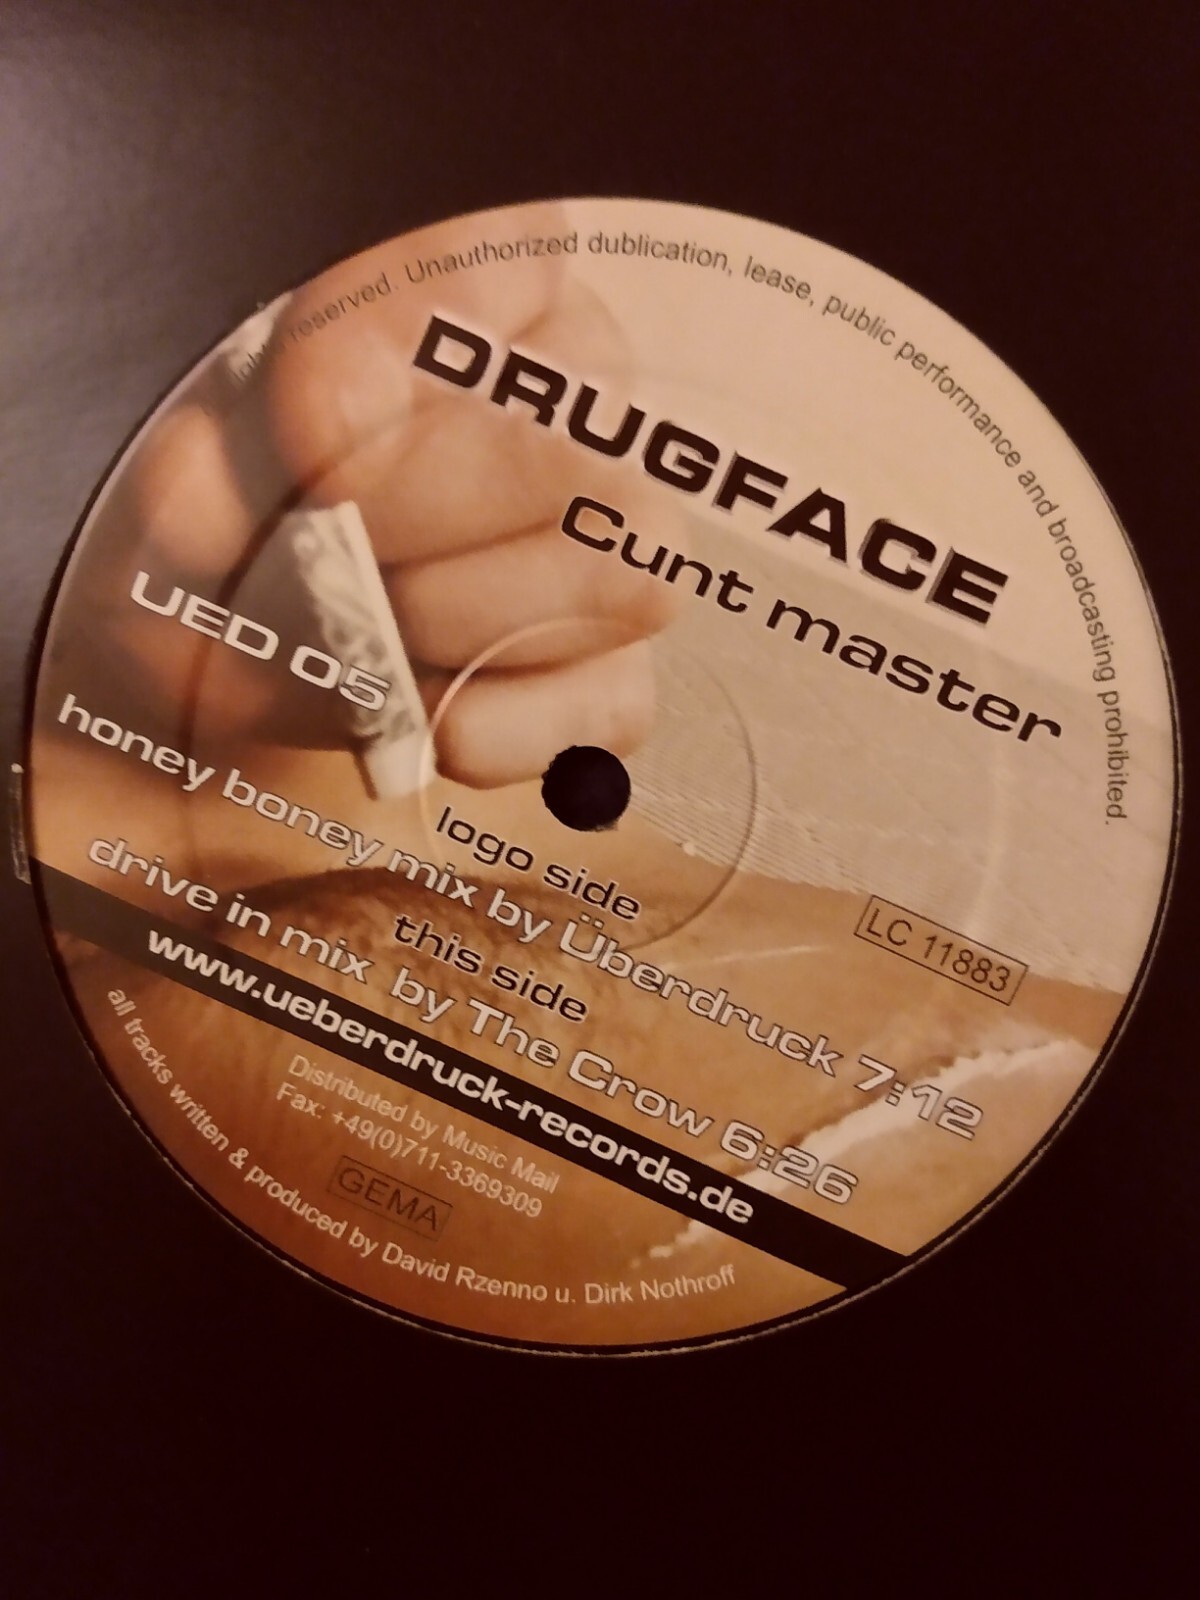 reserved. Unauthorized dublication, lease, public performance and broadcasting prohibited.
DRUGFACE
Cunt master
UED 05
LC 11883
logo side
honey boney mix by Überdruck 7:12
this side
drive in mix by The Crow 6:26
www.ueberdruck-records.de
Distributed by Music Mail
Fax: +49(0)711-3369309
GEMA
all tracks written & produced by David Rzenno u. Dirk Nothroff